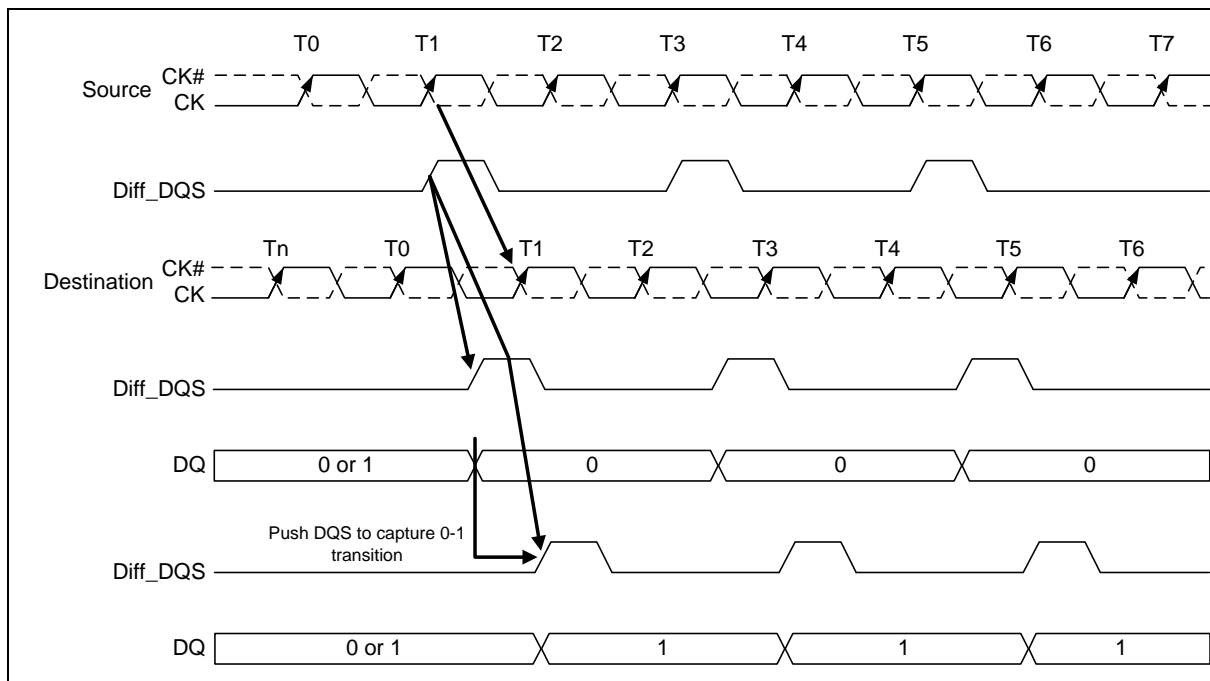 T0 T1 T2 T3 T4 T5 T6 T7
CK#
Source
CK
Diff_DQS
Tn T0 T1 T2 T3 T4 T5 T6
CK#
Destination
CK
Diff_DQS
DQ 0 or 1 0 0 0
Push DQS to capture 0-1
transition
Diff_DQS
DQ 0 or 1 1 1 1